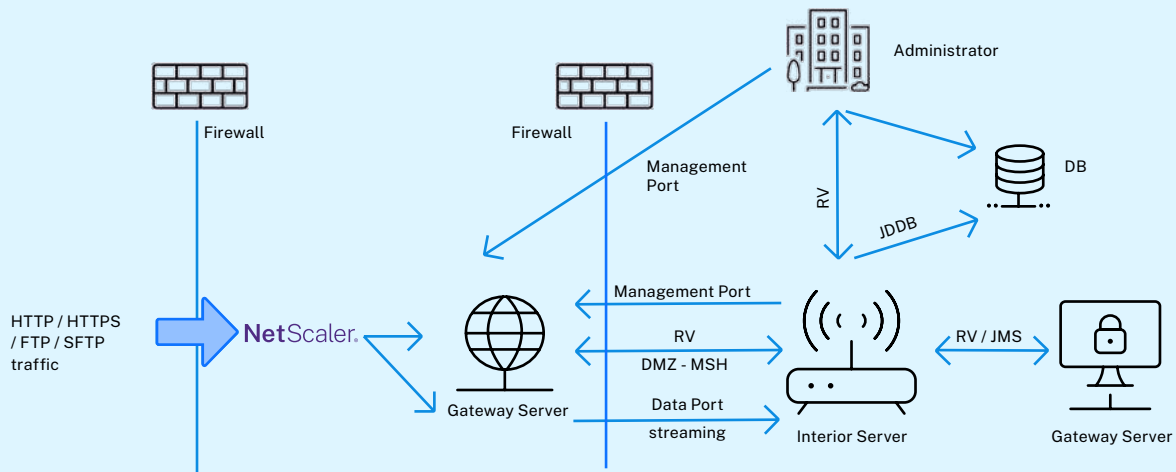 Administrator
Firewall
Firewall
Management
Port
DB
RV
JDDB
HTTP / HTTPS
/ FTP / SFTP
traffic
NetScaler.
Management Port
RV
DMZ - MSH
RV / JMS
Gateway Server
Data Port
streaming
Interior Server
Gateway Server